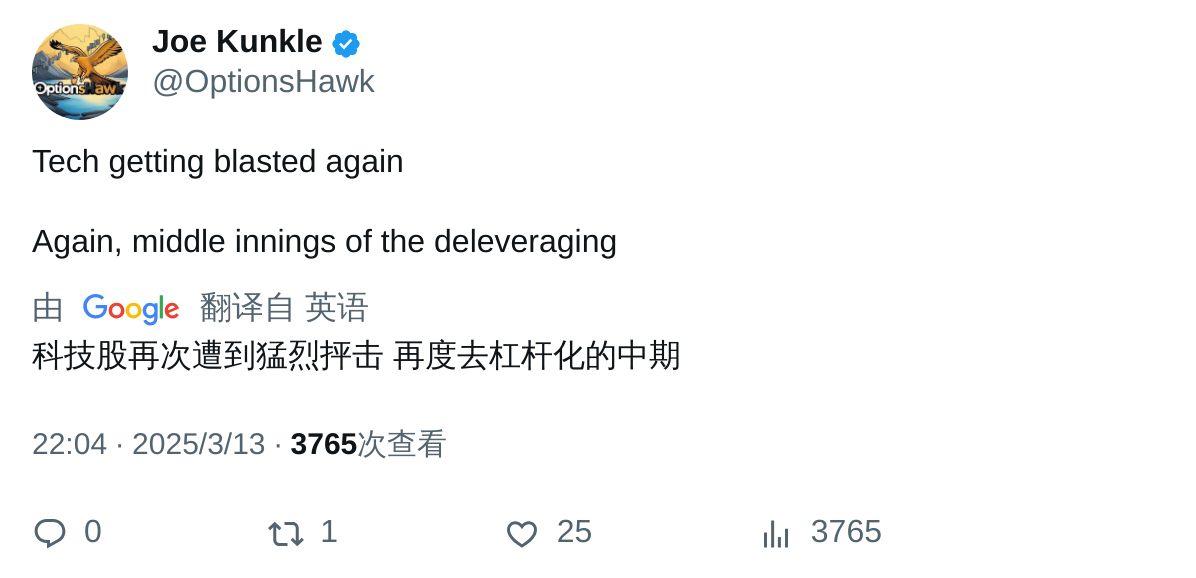 Joe Kunkle
@OptionsHawk
OptionsHawk
Tech getting blasted again
Again, middle innings of the deleveraging
由 Google 翻译自 英语
科技股再次遭到猛烈抨击 再度去杠杆化的中期
22:04 · 2025/3/13 · 3765次查看
0 1 25 3765